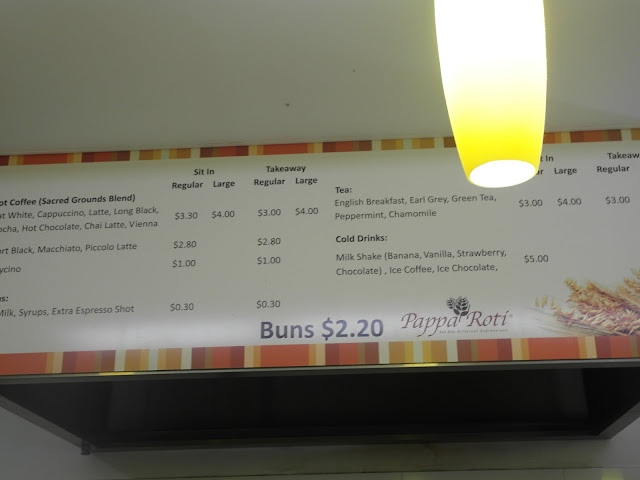 Sit In Takeaway
Regular Large Regular Large
ot Coffee (Sacred Grounds Blend)
at White, Cappuccino, Latte, Long Black,
ocha, Hot Chocolate, Chai Latte, Vienna
$3.30 $4.00 $3.00 $4.00
ort Black, Macchiato, Piccolo Latte $2.80 $2.80
ycino $1.00 $1.00
s:
Milk, Syrups, Extra Espresso Shot $0.30 $0.30
Buns $2.20
Pappa Roti
it In Takeaw
Large Regular
Tea:
English Breakfast, Earl Grey, Green Tea,
Peppermint, Chamomile
$3.00 $4.00 $3.00
Cold Drinks:
Milk Shake (Banana, Vanilla, Strawberry,
Chocolate) , Ice Coffee, Ice Chocolate,
$5.00